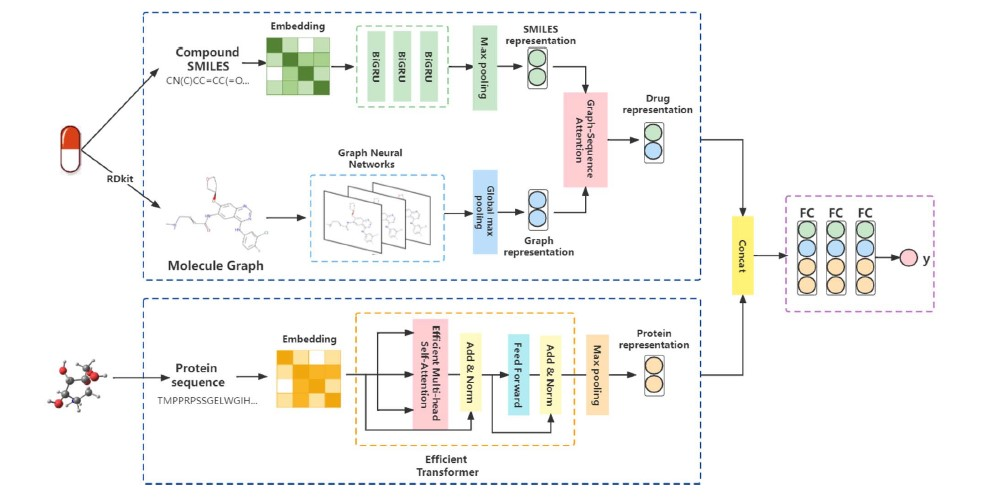 Compound
SMILES
CN(C)CC=CC(=O...
Embedding
BiGRU
BiGRU
BiGRU
Max pooling
SMILES
representation
RDkit
Molecule Graph
Graph Neural
Networks
Global max
pooling
Graph
representation
Graph-Sequence
Attention
Drug
representation
Concat
FC
FC
FC
y
Protein
sequence
TMPPRPSSGELWGIH...
Embedding
Efficient Multi-head
Self-Attention
Add & Norm
Feed Forward
Add & Norm
Max pooling
Protein
representation
Efficient
Transformer